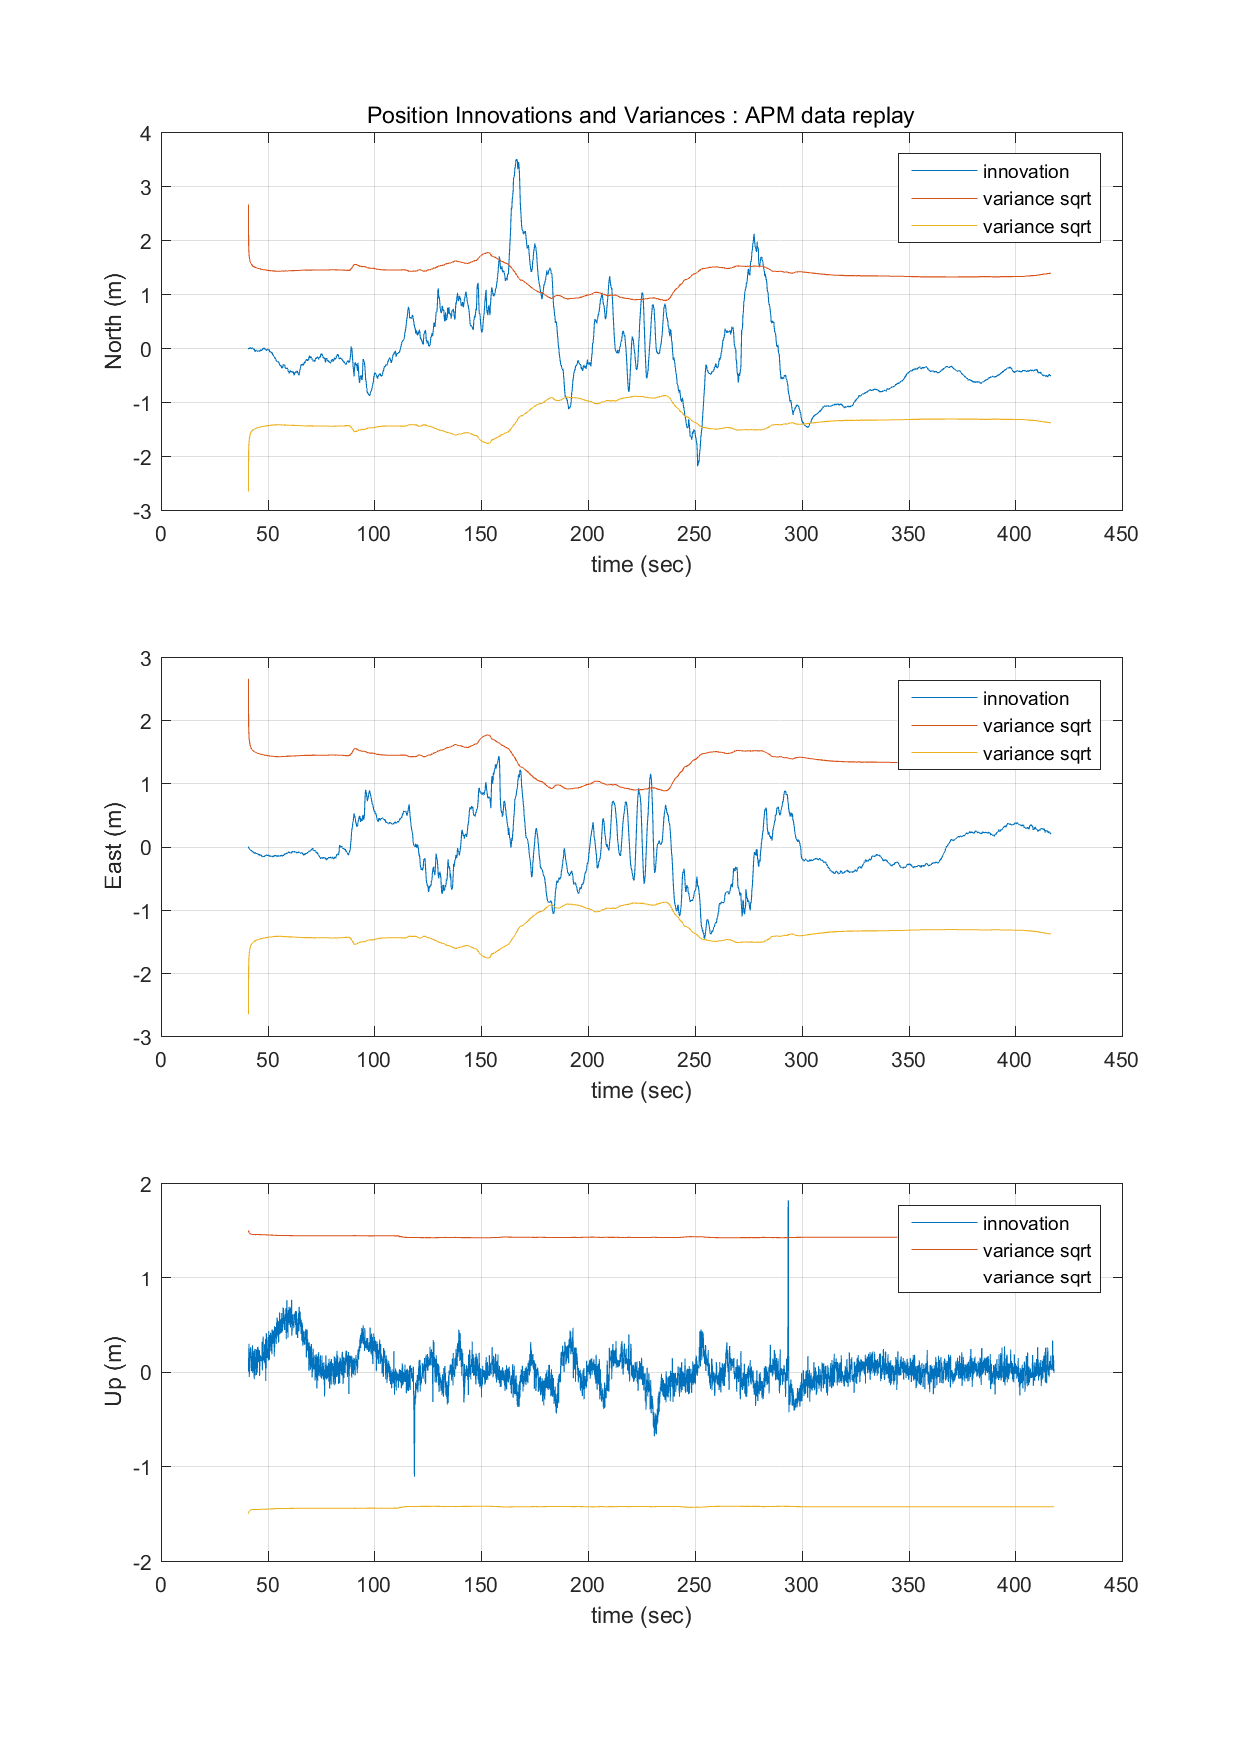 Position Innovations and Variances : APM data replay
4
3
2
1
0
-1
-2
-3
North (m)
innovation
variance sqrt
variance sqrt
0 50 100 150 200 250 300 350 400 450
time (sec)
3
2
1
0
-1
-2
-3
East (m)
innovation
variance sqrt
variance sqrt
0 50 100 150 200 250 300 350 400 450
time (sec)
2
1
0
-1
-2
Up (m)
innovation
variance sqrt
variance sqrt
0 50 100 150 200 250 300 350 400 450
time (sec)